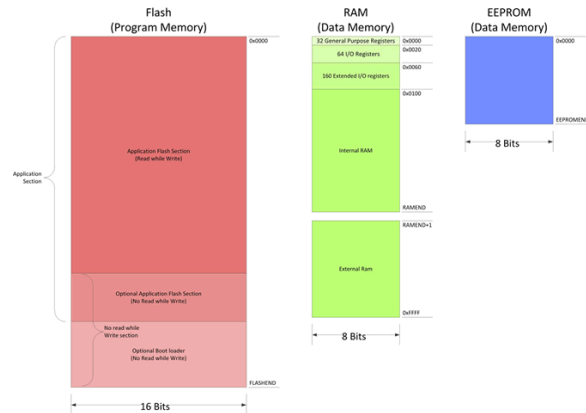 Flash
(Program Memory)
0x0000
Application Flash Section
(Read while Write)
Application
Section
Optional Application Flash Section
(No Read while Write)
No read while
Write section
Optional Boot loader
(No Read while Write)
FLASHEND
16 Bits
RAM
(Data Memory)
32 General Purpose Registers
0x0000
0x0020
64 I/O Registers
0x0060
160 Extended I/O registers
0x0100
Internal RAM
RAMEND
RAMEND+1
External Ram
0xFFFF
8 Bits
EEPROM
(Data Memory)
0x0000
EEPROMEND
8 Bits